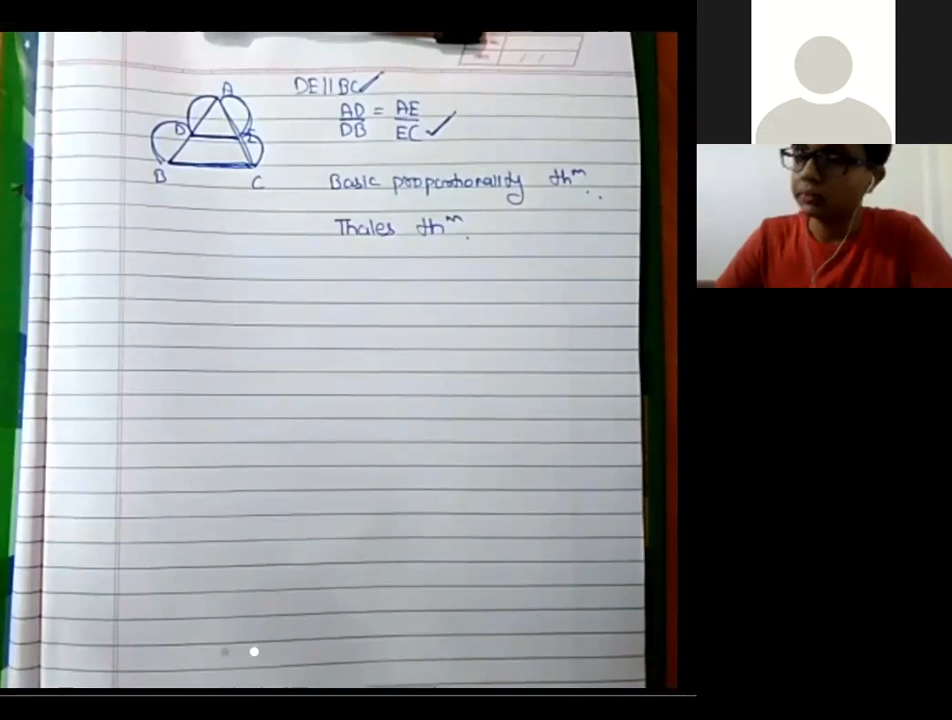 DE||BC ✓
A
AD/DB = AE/EC ✓
D E
B C
Basic proportionality thm.
Thales thm.